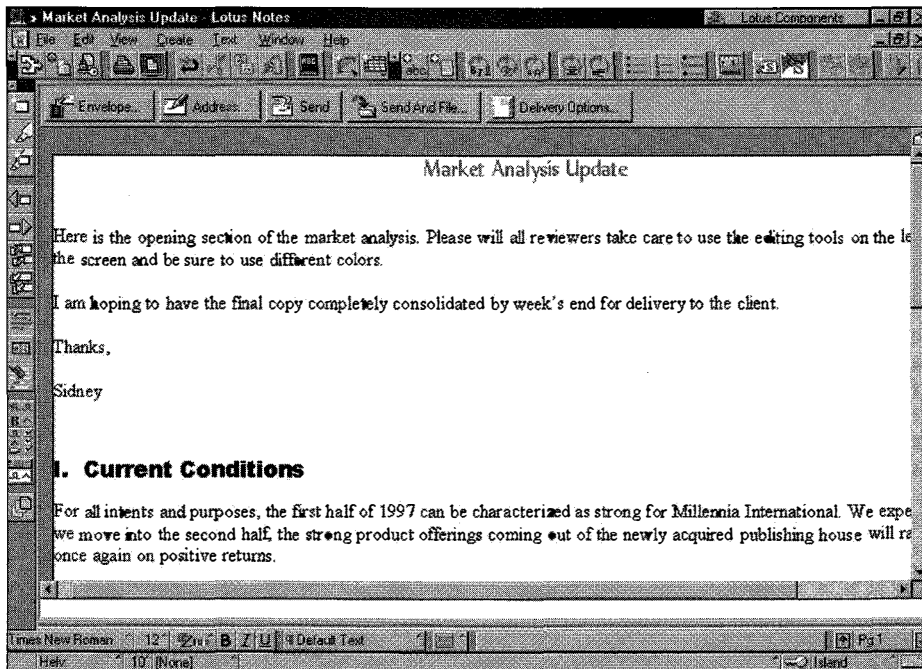 Market Analysis Update - Lotus Notes
Lotus Components
File Edit View Create Text Window Help
Envelope... Address... Send Send And File... Delivery Options...
Market Analysis Update
Here is the opening section of the market analysis. Please will all reviewers take care to use the editing tools on the le
the screen and be sure to use different colors.
I am hoping to have the final copy completely consolidated by week's end for delivery to the client.
Thanks,
Sidney
I. Current Conditions
For all intents and purposes, the first half of 1997 can be characterized as strong for Millennia International. We expe
we move into the second half, the strong product offerings coming out of the newly acquired publishing house will ra
once again on positive returns.
Times New Roman 12 B I U Default Text Pg 1
Helv 10 [None] Island